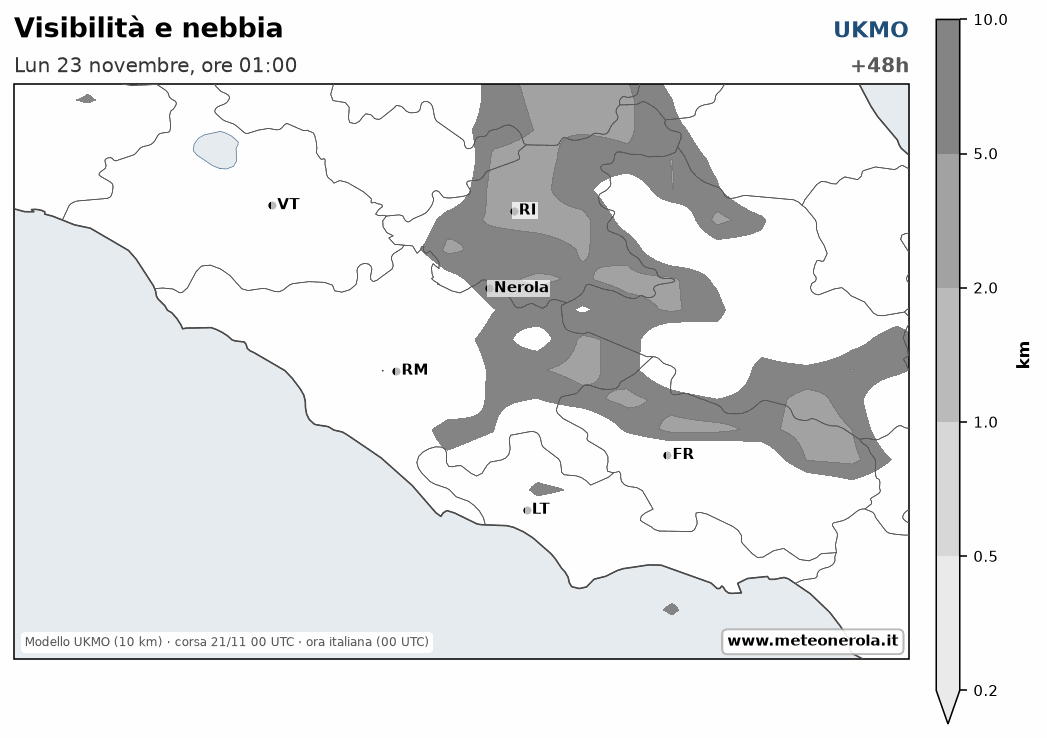 Visibilità e nebbia
UKMO
Lun 23 novembre, ore 01:00
+48h
10.0
5.0
2.0
1.0
0.5
0.2
km
VT
RI
Nerola
RM
FR
LT
Modello UKMO (10 km) · corsa 21/11 00 UTC · ora italiana (00 UTC)
www.meteonerola.it